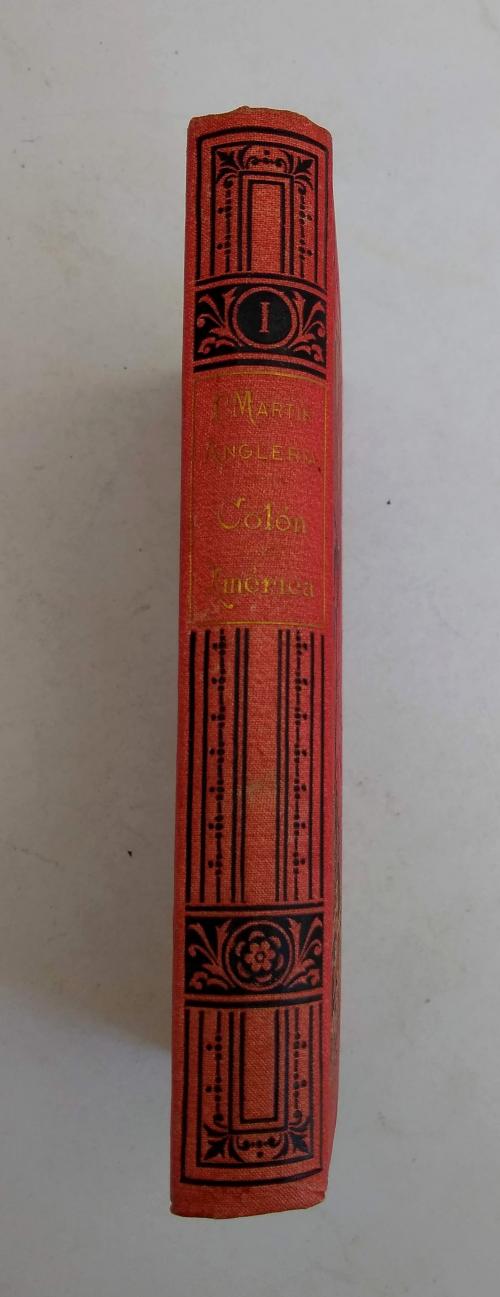 I
P. MARTIR
ANGLERIA
Colón
América